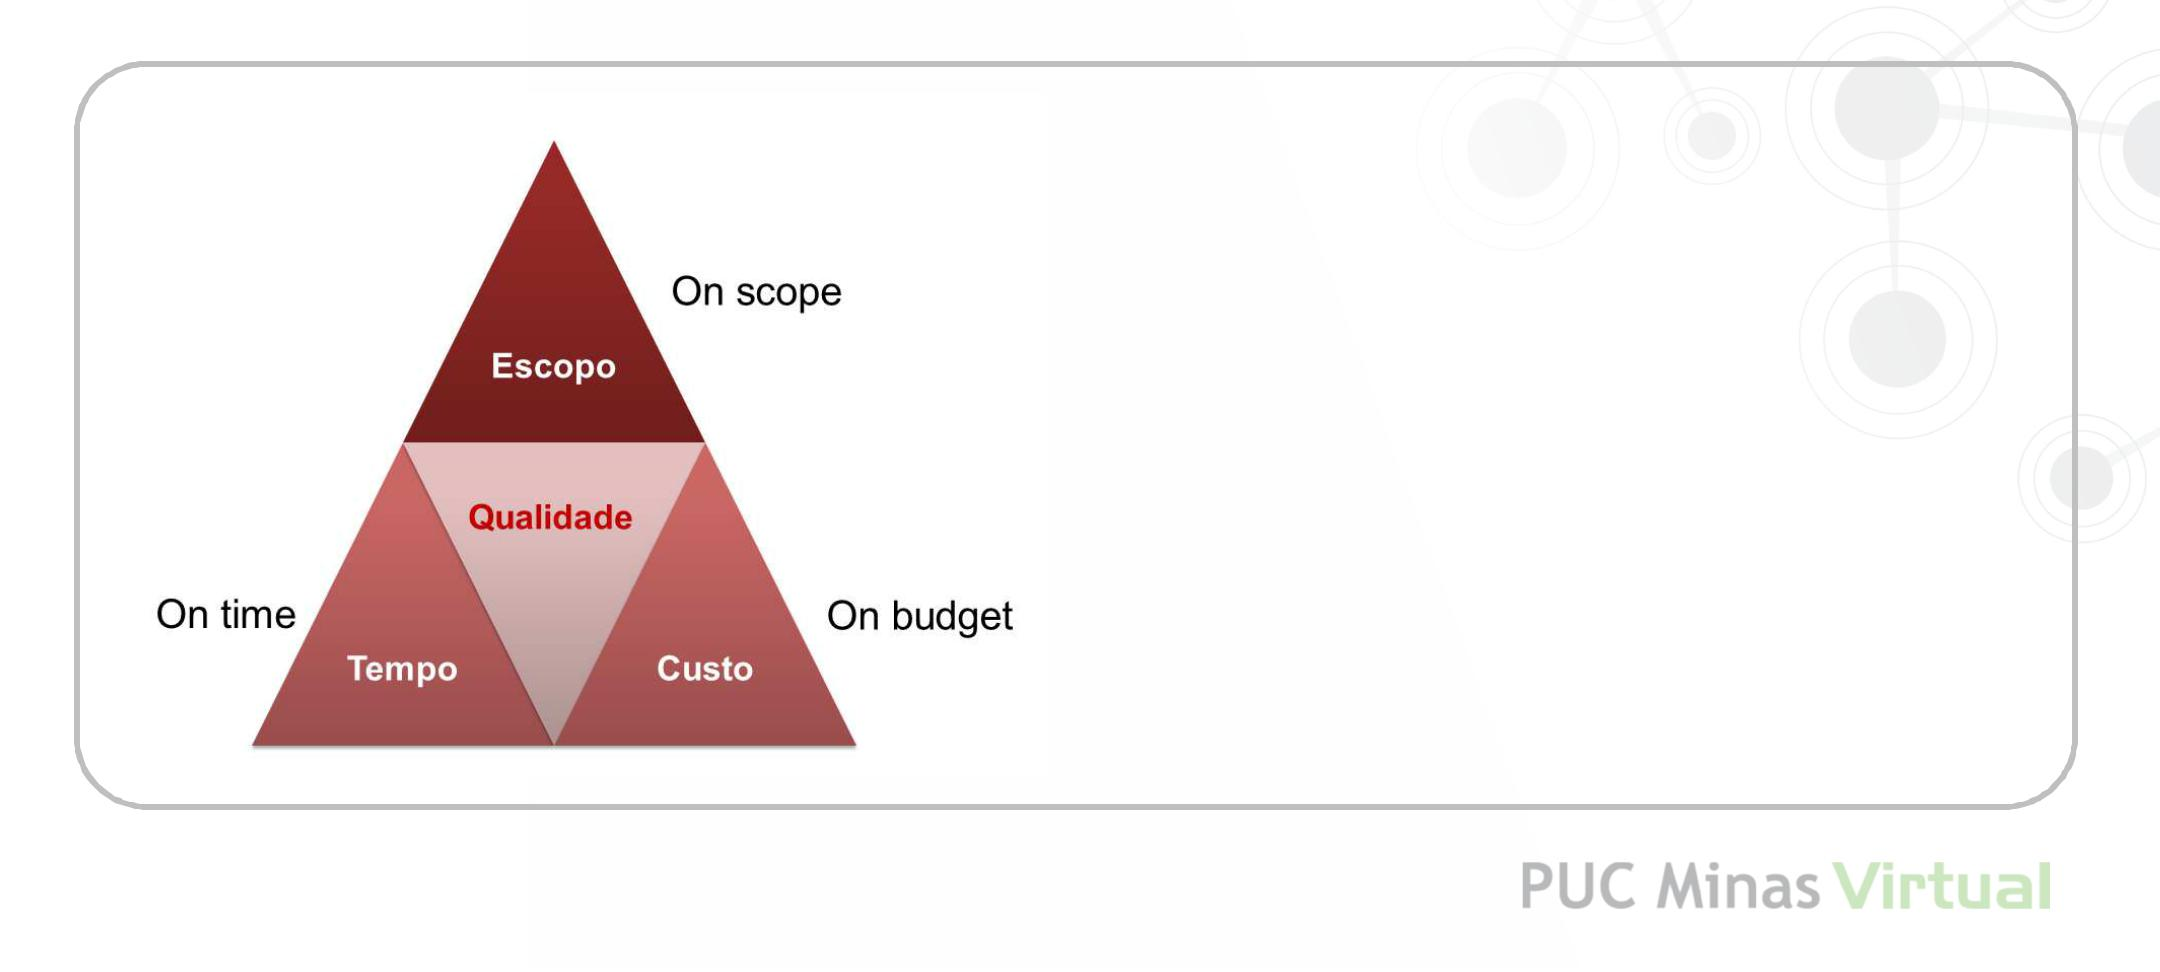 On scope
Escopo
Qualidade
On time
On budget
Tempo
Custo
PUC Minas Virtual